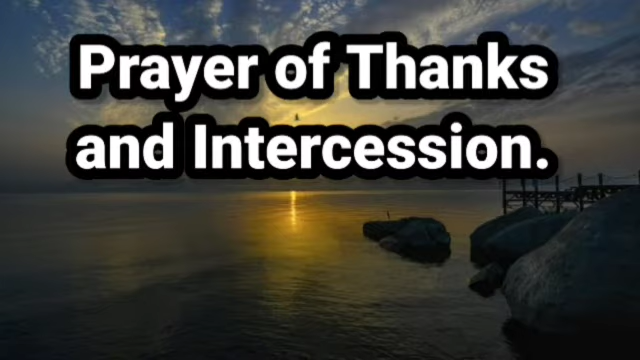 Prayer of Thanks
and Intercession.